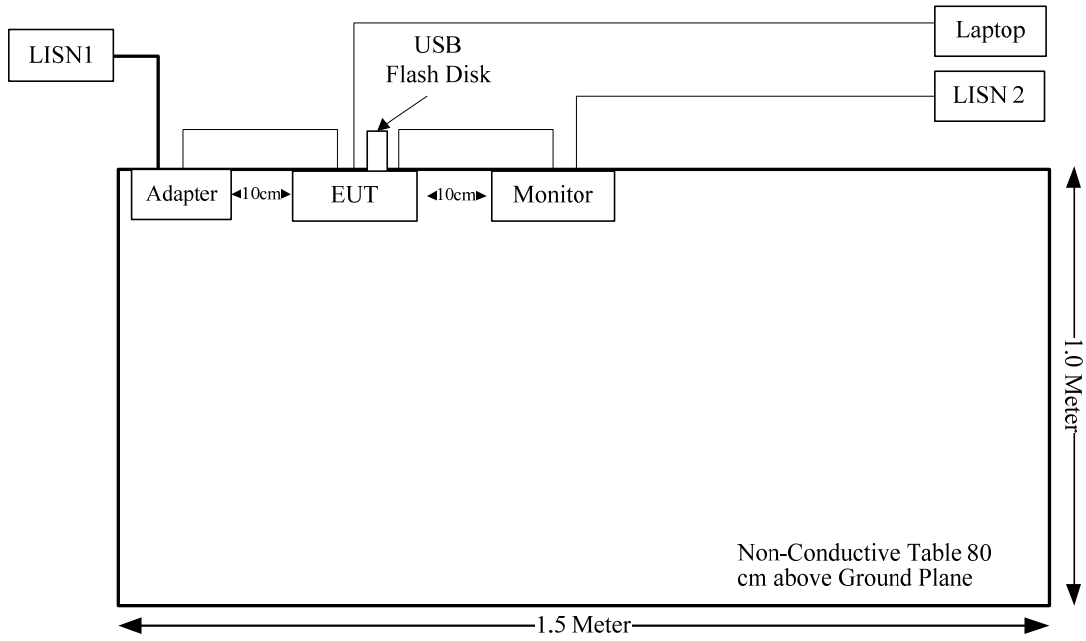 LISN1
USB
Flash Disk
Laptop
LISN 2
Adapter
10cm
EUT
10cm
Monitor
1.0 Meter
Non-Conductive Table 80
cm above Ground Plane
1.5 Meter